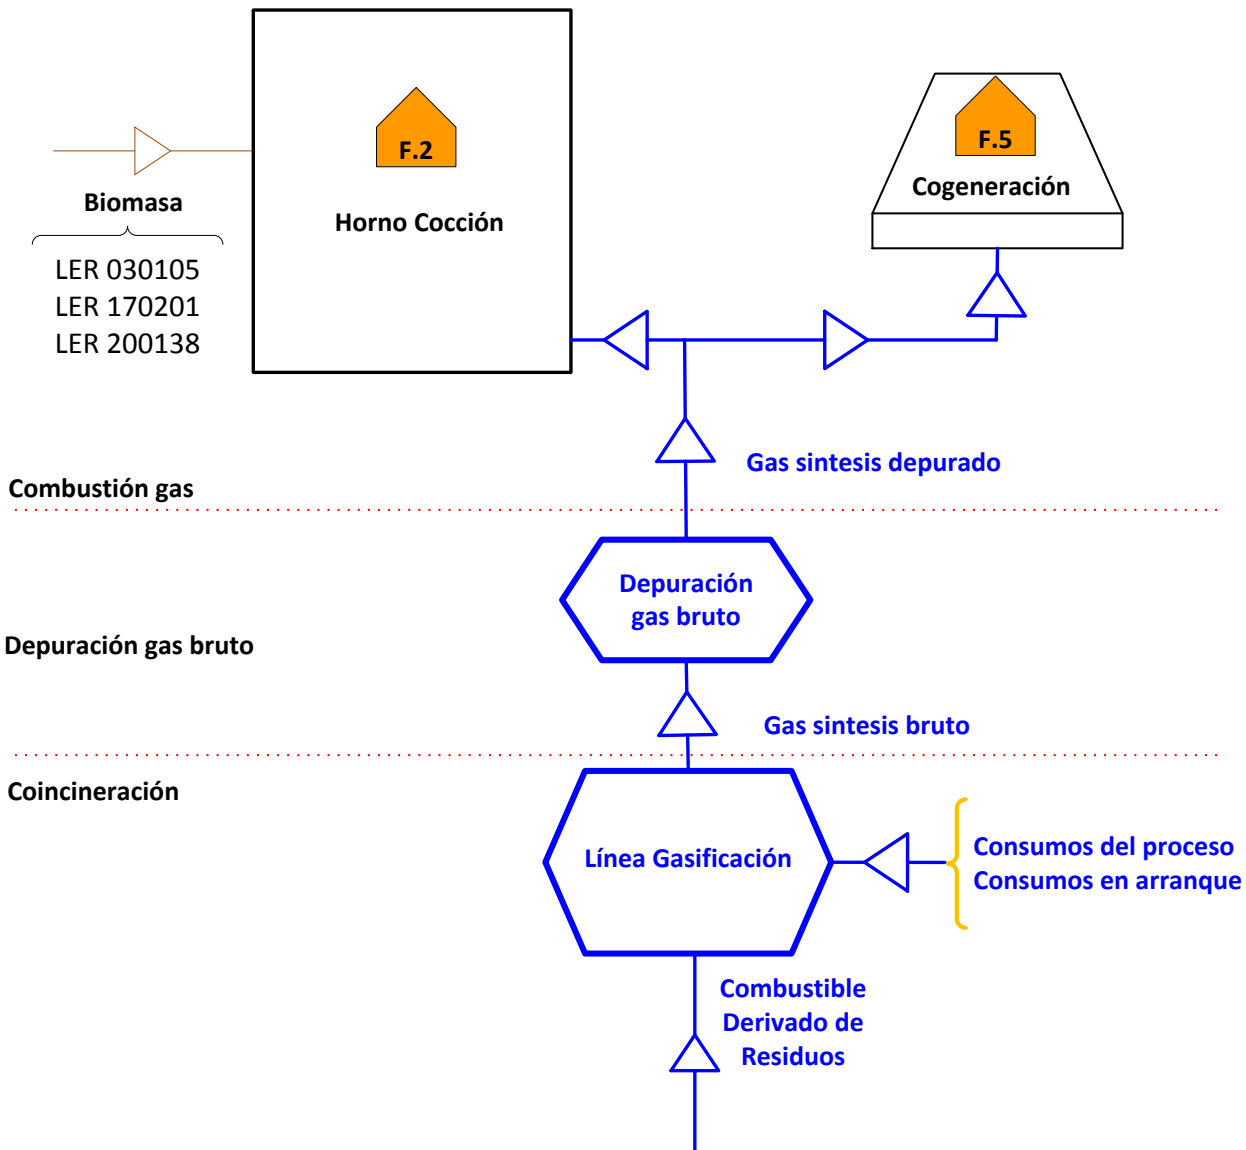 F.2
F.5
Cogeneración
Biomasa
Horno Cocción
LER 030105
LER 170201
LER 200138
Gas sintesis depurado
Combustión gas
Depuración
gas bruto
Depuración gas bruto
Gas sintesis bruto
Coincineración
Línea Gasificación
Consumos del proceso
Consumos en arranque
Combustible
Derivado de
Residuos